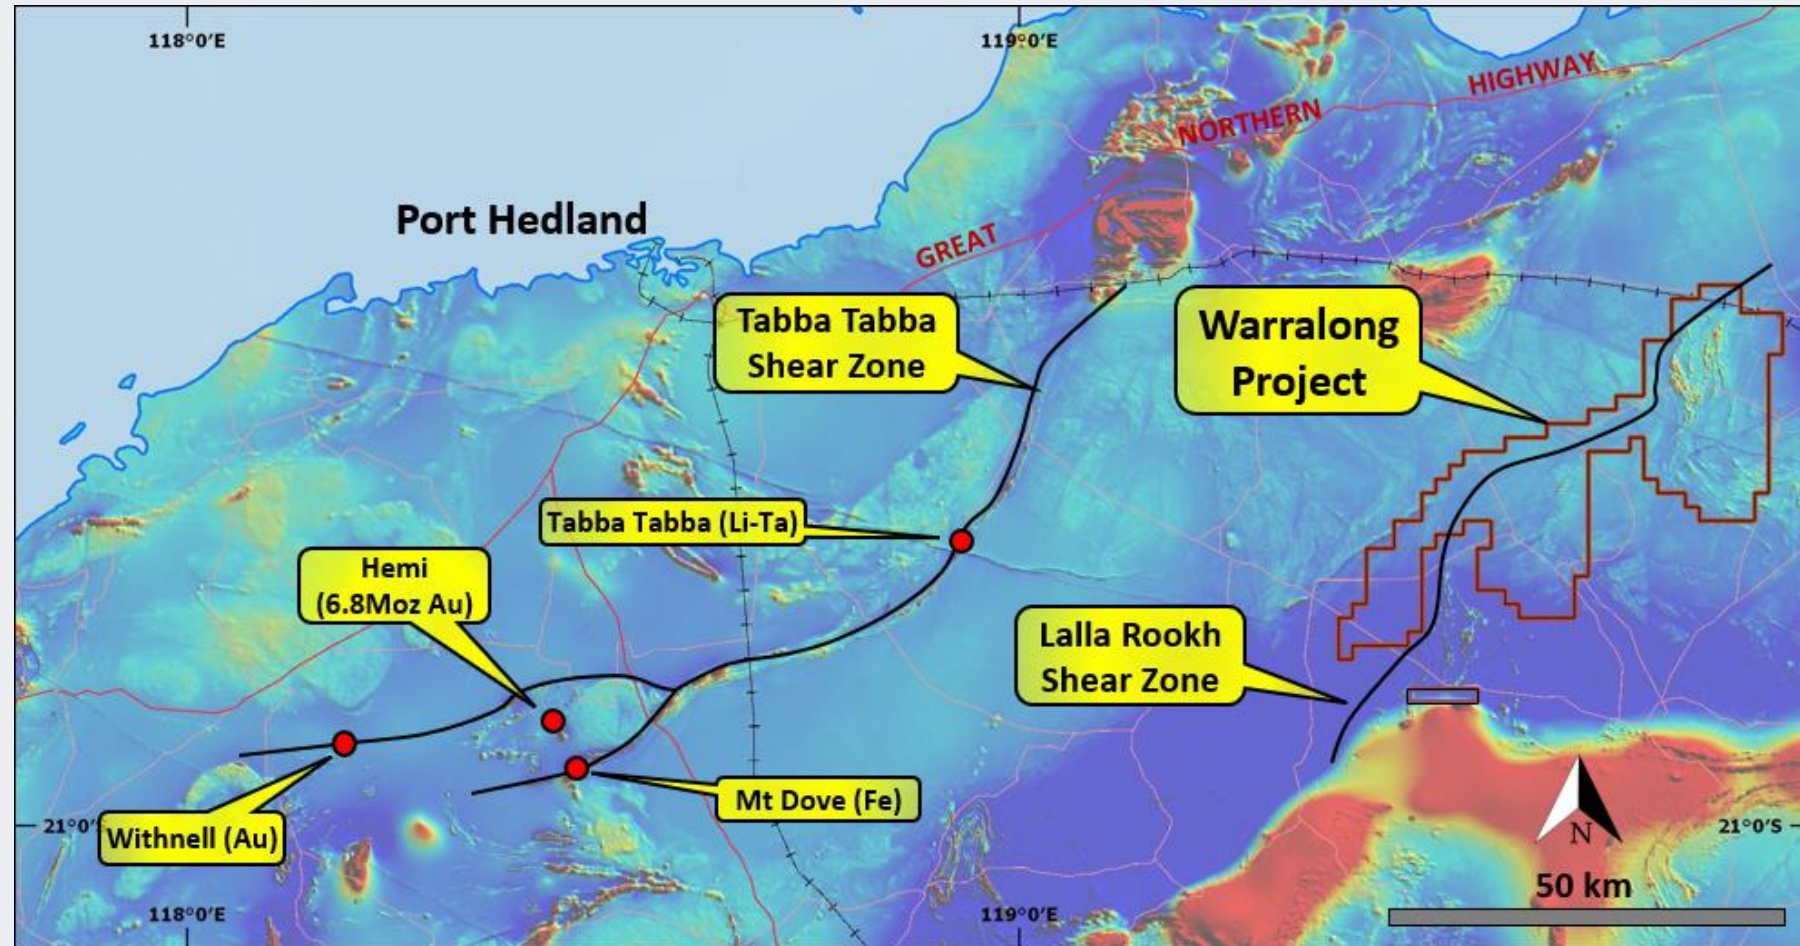 118°0'E
119°0'E
HIGHWAY
NORTHERN
GREAT
Port Hedland
Tabba Tabba
Shear Zone
Warralong
Project
Tabba Tabba (Li-Ta)
Hemi
(6.8Moz Au)
Lalla Rookh
Shear Zone
Mt Dove (Fe)
Withnell (Au)
21°0'S
21°0'S
N
50 km
118°0'E
119°0'E